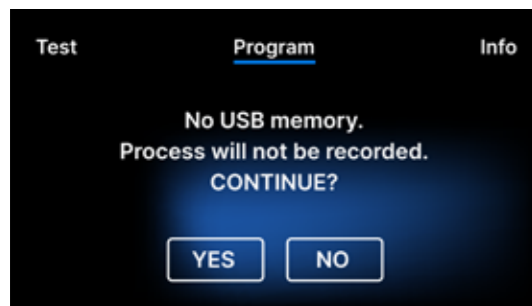 Test Program Info
No USB memory.
Process will not be recorded.
CONTINUE?
YES NO